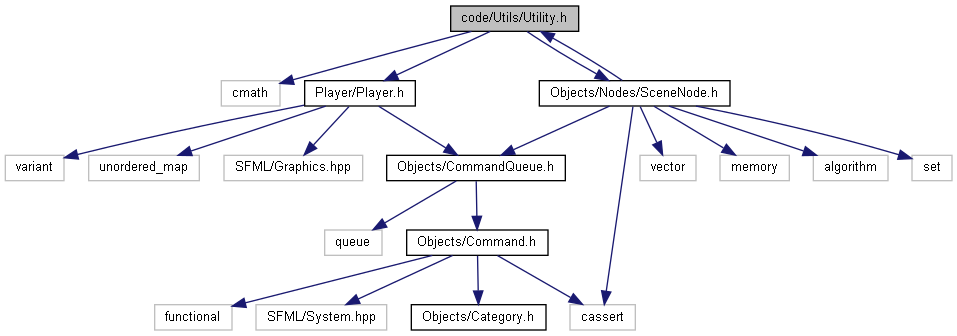 code/Utils/Utility.h
cmath
Player/Player.h
Objects/Nodes/SceneNode.h
variant
unordered_map
SFML/Graphics.hpp
Objects/CommandQueue.h
vector
memory
algorithm
set
queue
Objects/Command.h
functional
SFML/System.hpp
Objects/Category.h
cassert